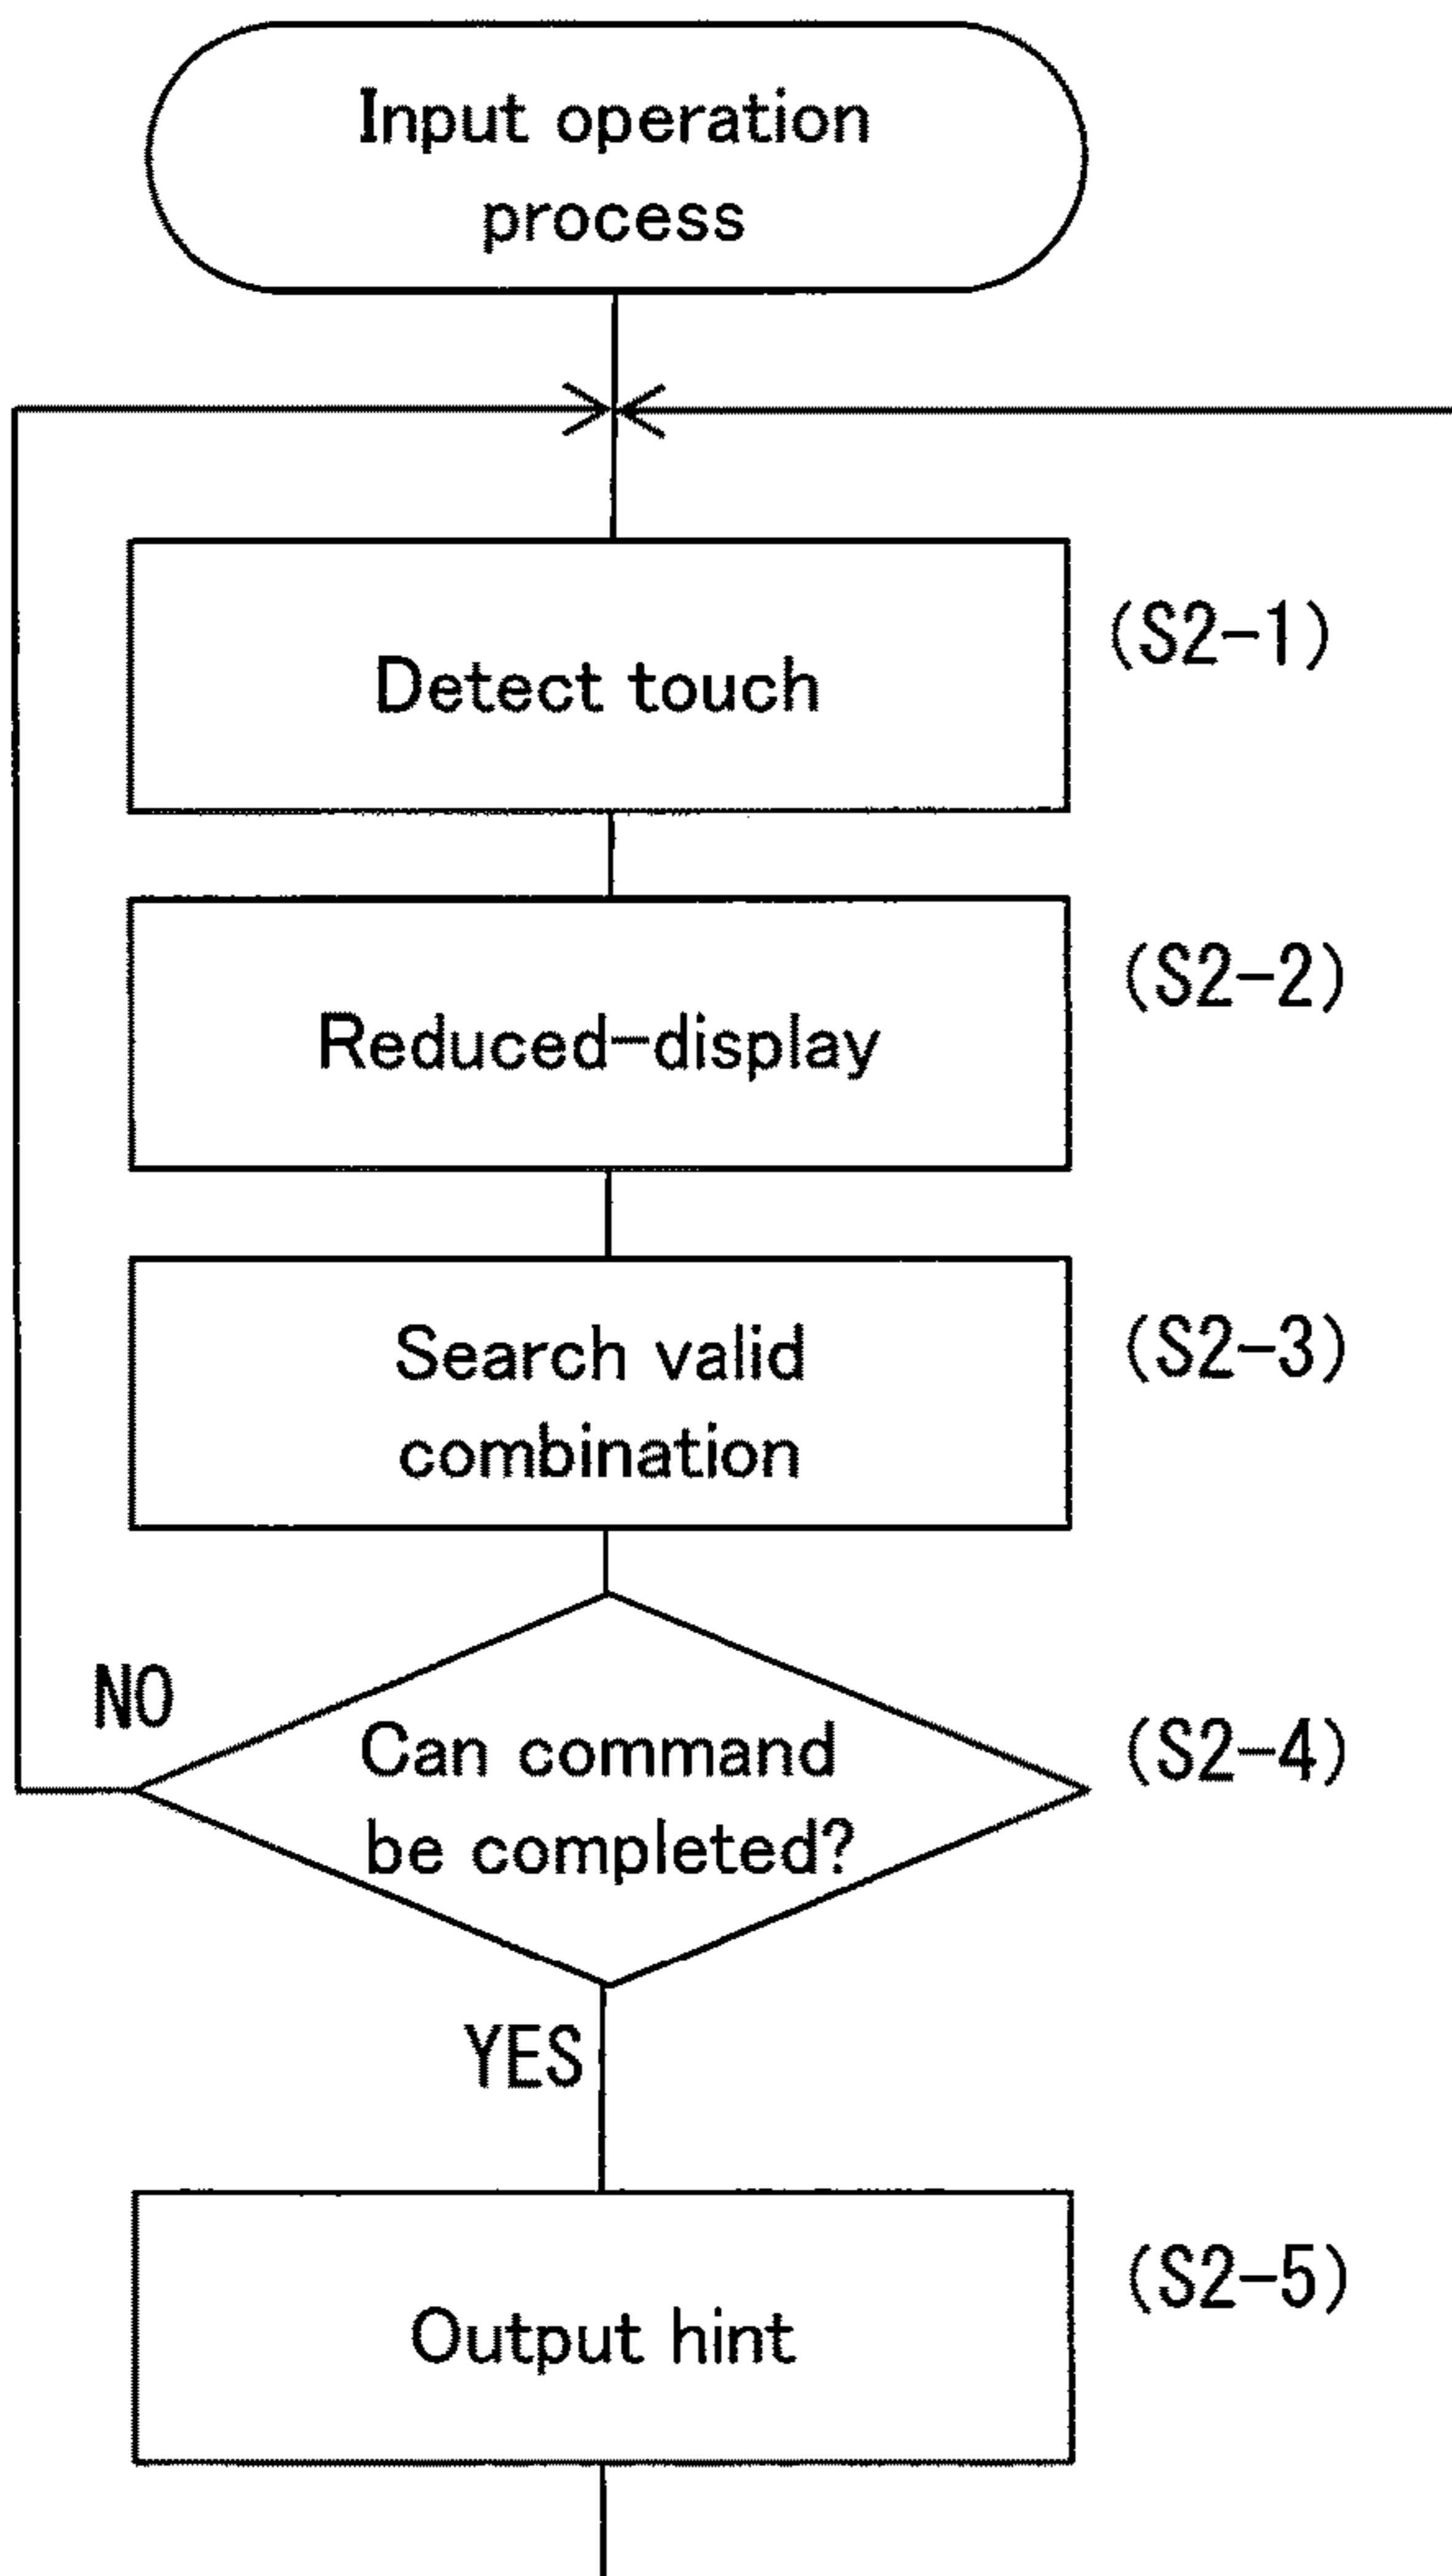 Input operation
process
Detect touch
(S2-1)
Reduced-display
(S2-2)
Search valid
combination
(S2-3)
NO
Can command
be completed?
(S2-4)
YES
Output hint
(S2-5)